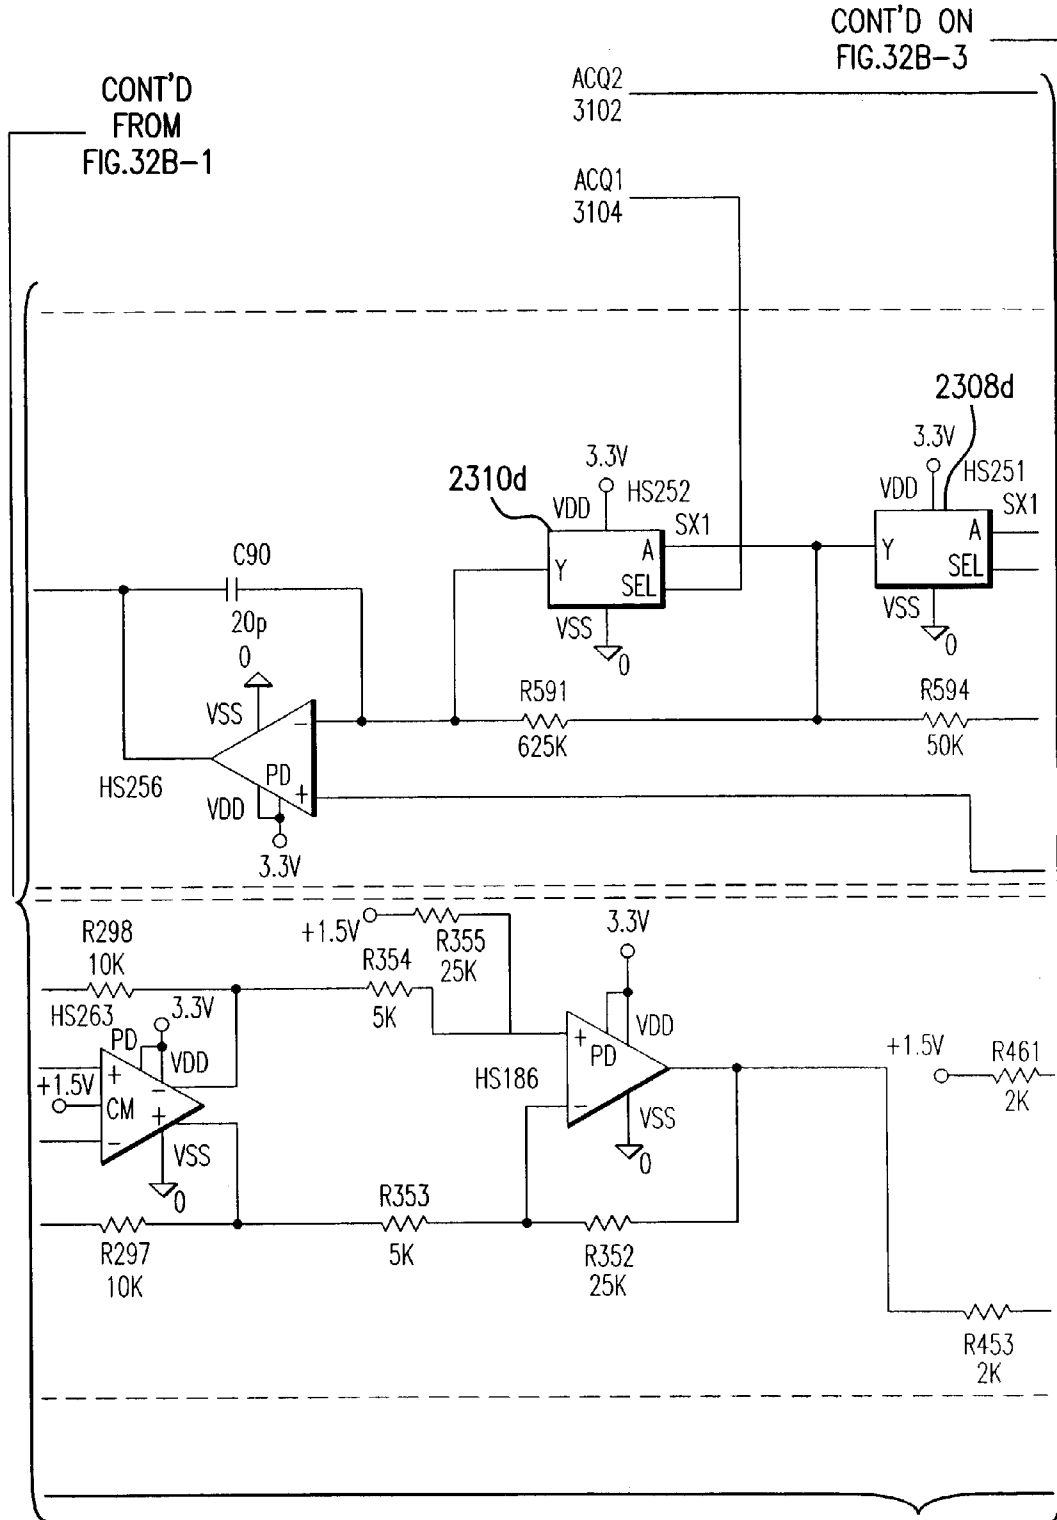 CONT'D ON
FIG.32B-3
CONT'D
FROM
FIG.32B-1
ACQ2
3102
ACQ1
3104
2308d
3.3V
HS251
VDD
SX1
A
Y
SEL
VSS
0
2310d
3.3V
HS252
VDD
SX1
A
Y
SEL
VSS
0
C90
20p
0
VSS
R591
625K
R594
50K
−
HS256
PD
+
VDD
3.3V
R298
10K
+1.5V
R355
25K
3.3V
R354
5K
HS263
3.3V
PD
VDD
+
−
+1.5V
CM
+
−
VSS
0
+
PD
VDD
HS186
−
VSS
0
+1.5V
R461
2K
R353
5K
R297
10K
R352
25K
R453
2K